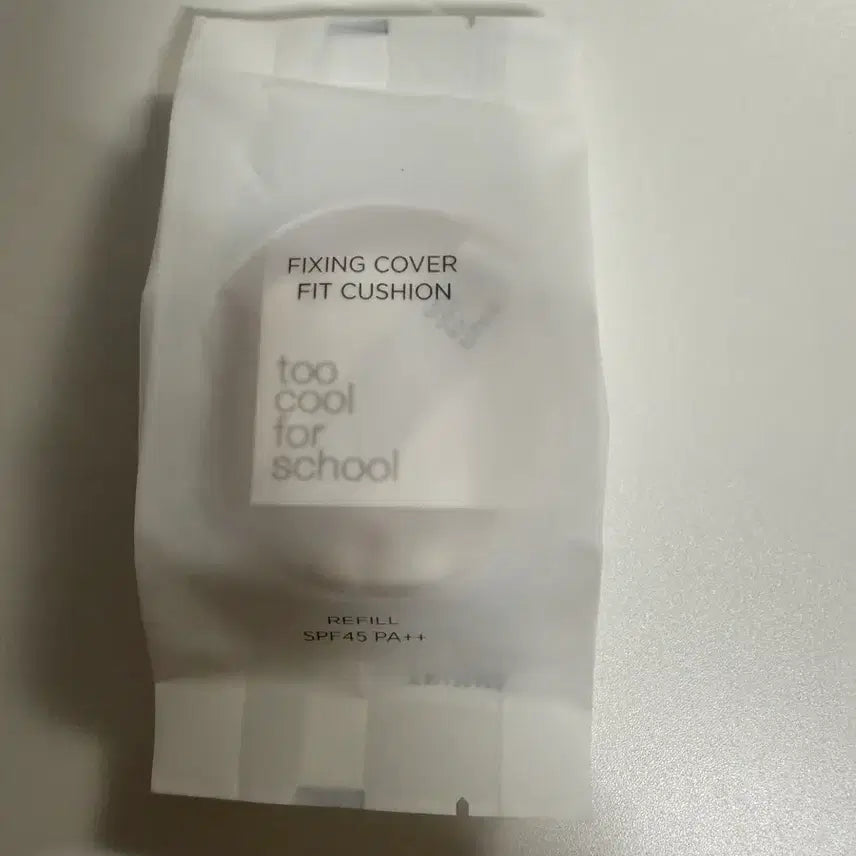 FIXING COVER
FIT CUSHION
too
cool
for
school
REFILL
SPF45 PA++